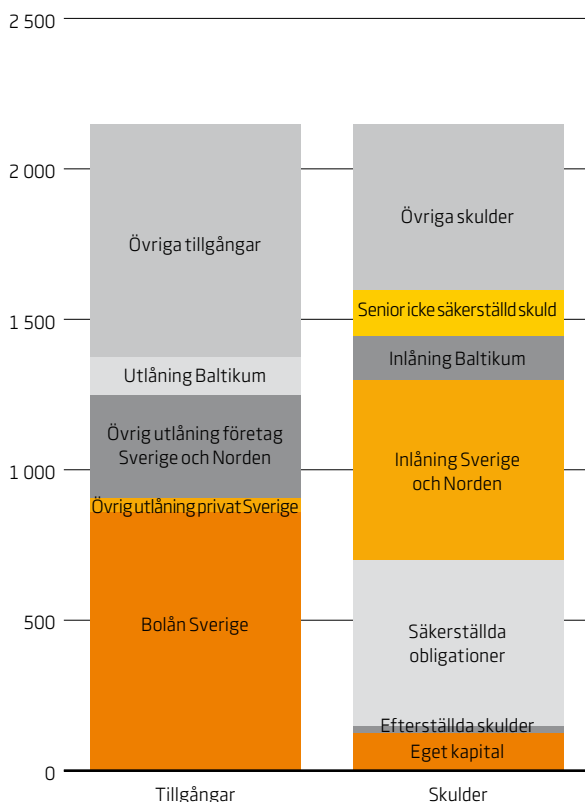 2 500
2 000
1 500
1 000
500
0
Övriga tillgångar
Utlåning Baltikum
Övrig utlåning företag
Sverige och Norden
Övrig utlåning privat Sverige
Bolån Sverige
Tillgångar
Övriga skulder
Senior icke säkerställd skuld
Inlåning Baltikum
Inlåning Sverige
och Norden
Säkerställda
obligationer
Efterställda skulder
Eget kapital
Skulder